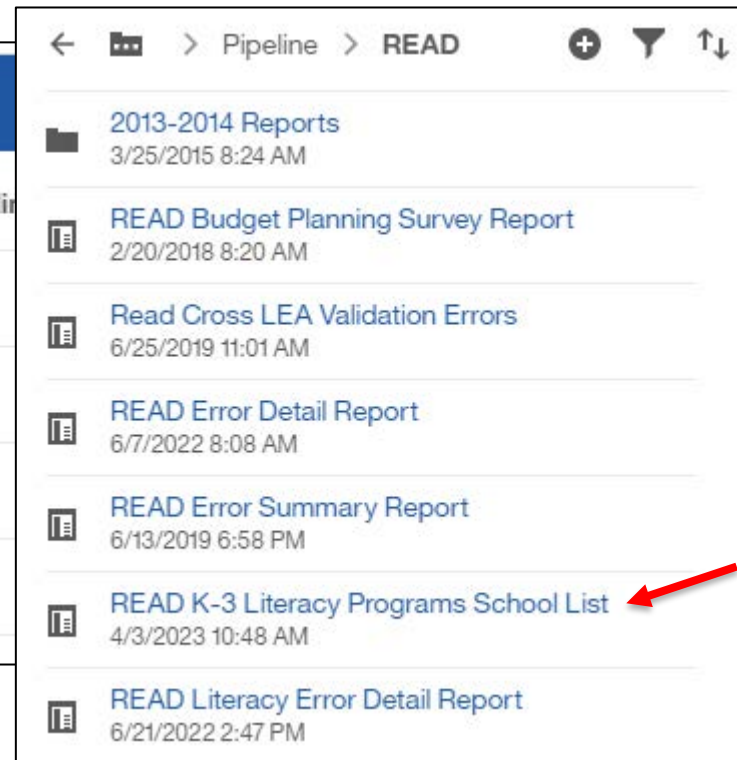 > Pipeline > READ
2013-2014 Reports
3/25/2015 8:24 AM
READ Budget Planning Survey Report
2/20/2018 8:20 AM
Read Cross LEA Validation Errors
6/25/2019 11:01 AM
READ Error Detail Report
6/7/2022 8:08 AM
READ Error Summary Report
6/13/2019 6:58 PM
READ K-3 Literacy Programs School List
4/3/2023 10:48 AM
READ Literacy Error Detail Report
6/21/2022 2:47 PM